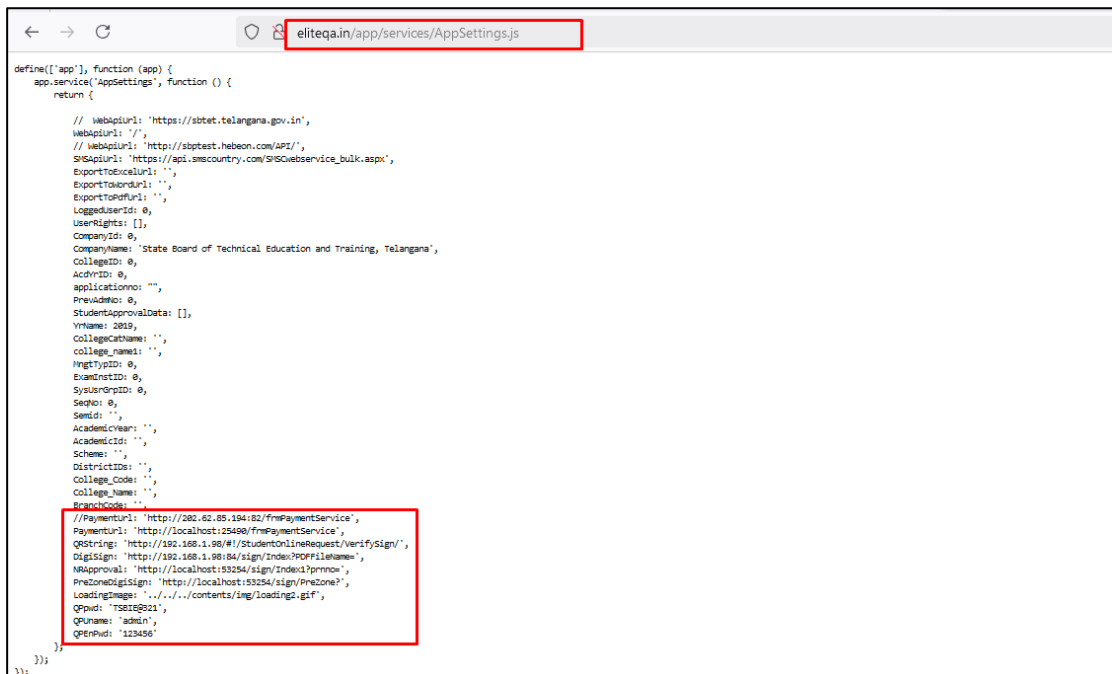 eliteqa.in/app/services/AppSettings.js
define(['app'], function (app) {
app.service('AppSettings', function () {
return {
// WebApiUrl: 'https://sbtet.telangana.gov.in',
WebApiUrl: '/',
// WebApiUrl: 'http://sbptest.hebeon.com/API/',
SMSApiUrl: 'https://api.smscountry.com/SMSCwebservice_bulk.aspx',
ExportToExcelUrl: '',
ExportToWordUrl: '',
ExportToPdfUrl: '',
LoggedUserId: 0,
UserRights: [],
CompanyId: 0,
CompanyName: 'State Board of Technical Education and Training, Telangana',
CollegeID: 0,
AcdYrID: 0,
applicationno: "",
PrevAdmNo: 0,
StudentApprovalData: [],
YrName: 2019,
CollegeCatName: '',
college_name1: '',
MngtTypID: 0,
ExamInstID: 0,
SysUsrGrpID: 0,
SeqNo: 0,
Semid: '',
AcademicYear: '',
AcademicId: '',
Scheme: '',
DistrictIDs: '',
College_Code: '',
College_Name: '',
BranchCode: '',
//PaymentUrl: 'http://202.62.85.194:82/frmPaymentService',
PaymentUrl: 'http://localhost:25490/frmPaymentService',
QRString: 'http://192.168.1.98/#!/StudentOnlineRequest/VerifySign/',
DigiSign: 'http://192.168.1.98:84/sign/Index?PDFFileName=',
NRApproval: 'http://localhost:53254/sign/Index1?prnno=',
PreZoneDigiSign: 'http://localhost:53254/sign/PreZone?',
LoadingImage: '../../../contents/img/loading2.gif',
QPpwd: 'TSBIE@321',
QPUname: 'admin',
QPEnPwd: '123456'
};
});
});